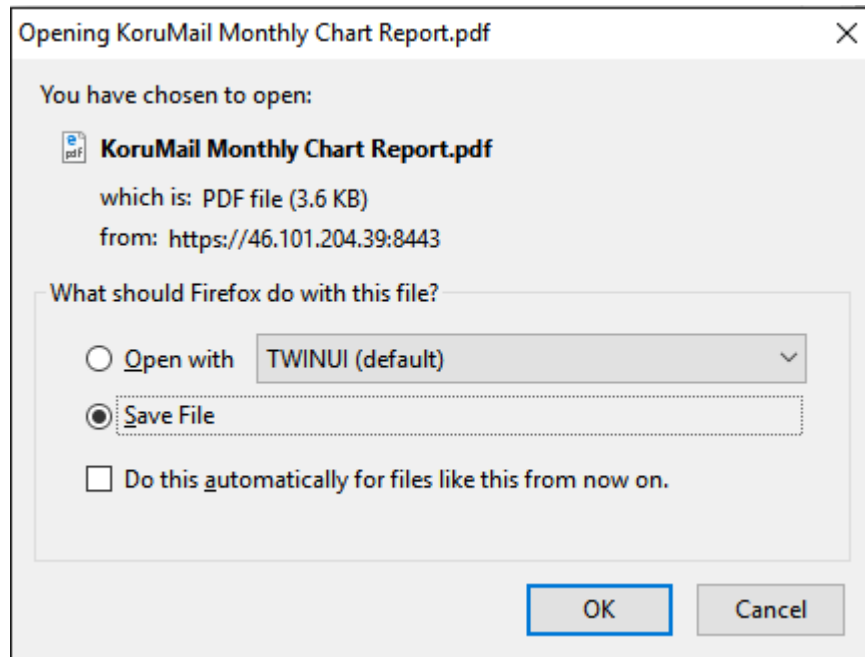 Opening KoruMail Monthly Chart Report.pdf
You have chosen to open:
KoruMail Monthly Chart Report.pdf
which is: PDF file (3.6 KB)
from: https://46.101.204.39:8443
What should Firefox do with this file?
Open with TWINUI (default)
Save File
Do this automatically for files like this from now on.
OK Cancel